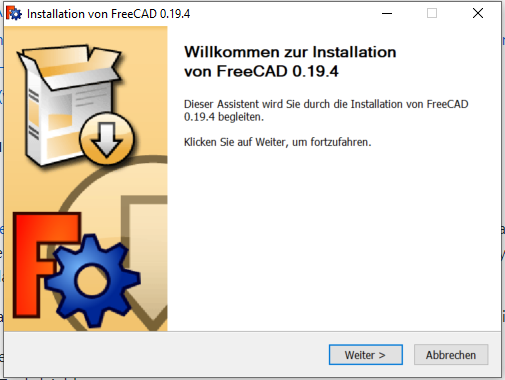 Installation von FreeCAD 0.19.4
Willkommen zur Installation
von FreeCAD 0.19.4
Dieser Assistent wird Sie durch die Installation von FreeCAD
0.19.4 begleiten.
Klicken Sie auf Weiter, um fortzufahren.
Weiter >
Abbrechen